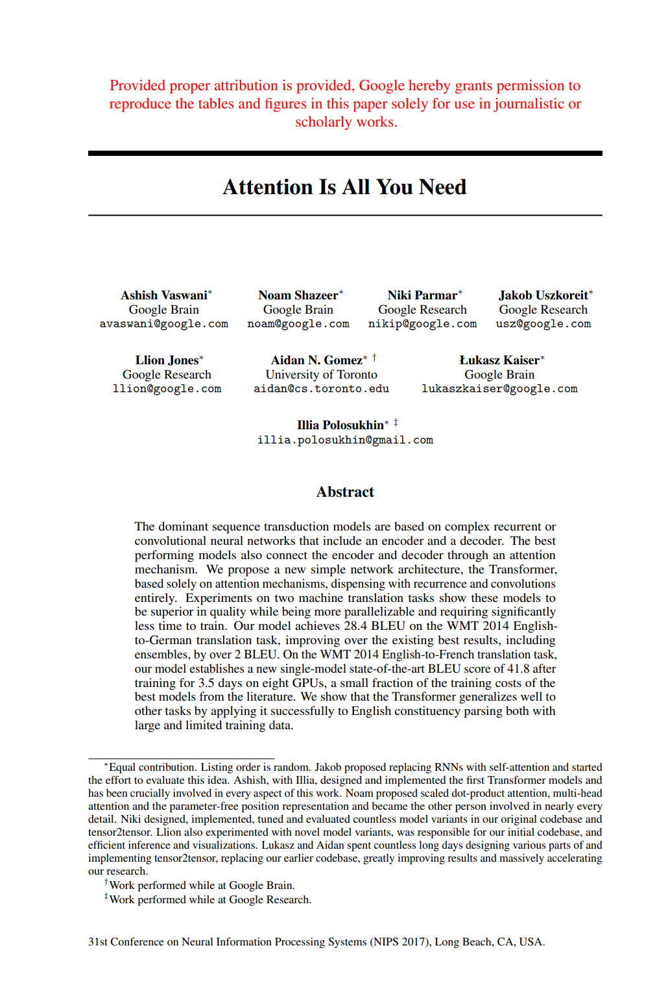 Provided proper attribution is provided, Google hereby grants permission to
reproduce the tables and figures in this paper solely for use in journalistic or
scholarly works.
Attention Is All You Need
Ashish Vaswani* Noam Shazeer* Niki Parmar* Jakob Uszkoreit*
Google Brain Google Brain Google Research Google Research
avaswani@google.com noam@google.com nikip@google.com usz@google.com
Llion Jones* Aidan N. Gomez* † Łukasz Kaiser*
Google Research University of Toronto Google Brain
llion@google.com aidan@cs.toronto.edu lukaszkaiser@google.com
Illia Polosukhin* ‡
illia.polosukhin@gmail.com
Abstract
The dominant sequence transduction models are based on complex recurrent or
convolutional neural networks that include an encoder and a decoder. The best
performing models also connect the encoder and decoder through an attention
mechanism. We propose a new simple network architecture, the Transformer,
based solely on attention mechanisms, dispensing with recurrence and convolutions
entirely. Experiments on two machine translation tasks show these models to
be superior in quality while being more parallelizable and requiring significantly
less time to train. Our model achieves 28.4 BLEU on the WMT 2014 English-
to-German translation task, improving over the existing best results, including
ensembles, by over 2 BLEU. On the WMT 2014 English-to-French translation task,
our model establishes a new single-model state-of-the-art BLEU score of 41.8 after
training for 3.5 days on eight GPUs, a small fraction of the training costs of the
best models from the literature. We show that the Transformer generalizes well to
other tasks by applying it successfully to English constituency parsing both with
large and limited training data.
*Equal contribution. Listing order is random. Jakob proposed replacing RNNs with self-attention and started
the effort to evaluate this idea. Ashish, with Illia, designed and implemented the first Transformer models and
has been crucially involved in every aspect of this work. Noam proposed scaled dot-product attention, multi-head
attention and the parameter-free position representation and became the other person involved in nearly every
detail. Niki designed, implemented, tuned and evaluated countless model variants in our original codebase and
tensor2tensor. Llion also experimented with novel model variants, was responsible for our initial codebase, and
efficient inference and visualizations. Lukasz and Aidan spent countless long days designing various parts of and
implementing tensor2tensor, replacing our earlier codebase, greatly improving results and massively accelerating
our research.
†Work performed while at Google Brain.
‡Work performed while at Google Research.
31st Conference on Neural Information Processing Systems (NIPS 2017), Long Beach, CA, USA.